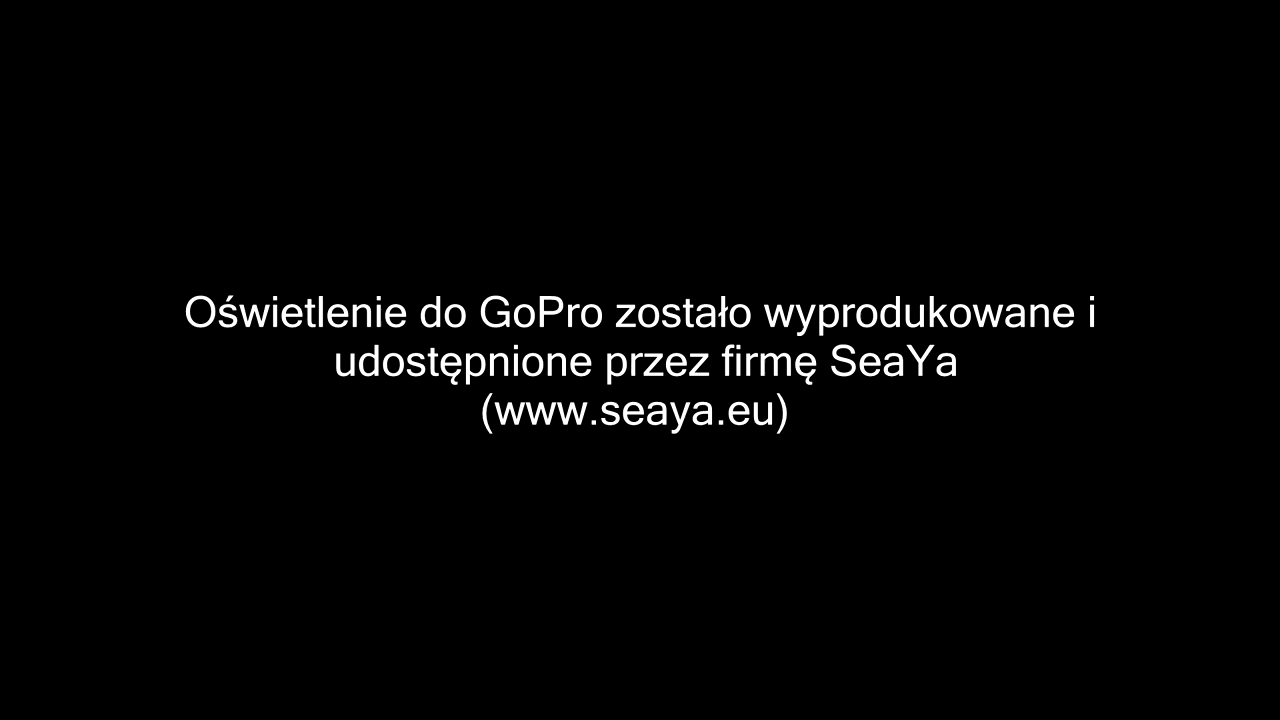 Oświetlenie do GoPro zostało wyprodukowane i
udostępnione przez firmę SeaYa
(www.seaya.eu)